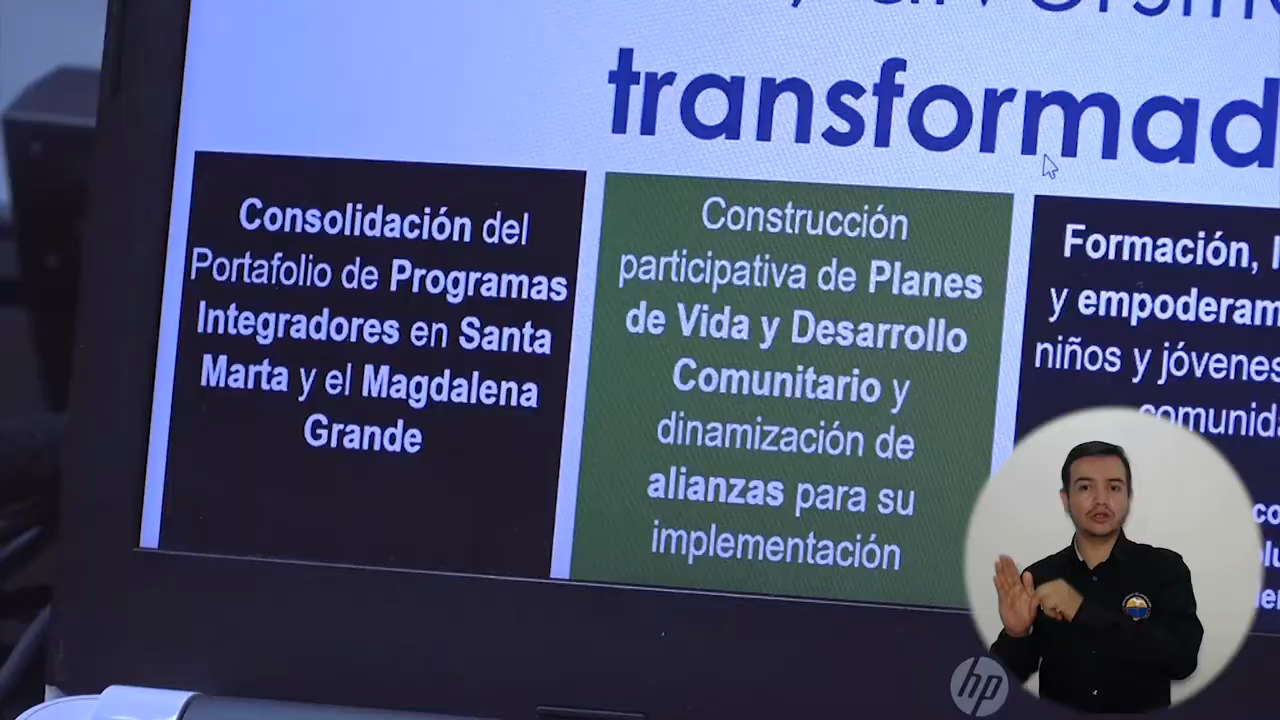 transformad
Consolidación del
Portafolio de Programas
Integradores en Santa
Marta y el Magdalena
Grande
Construcción
participativa de Planes
de Vida y Desarrollo
Comunitario y
dinamización de
alianzas para su
implementación
Formación,
y empoderam
niños y jóvenes
comunid
hp